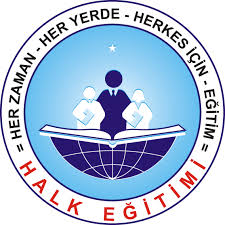 = HER ZAMAN - HER YERDE - HERKES İÇİN - EĞİTİM =
HALK EĞİTİMİ